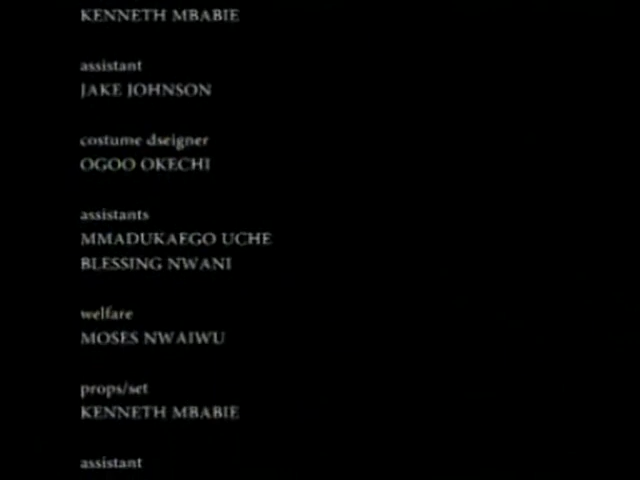 KENNETH MBABIE
assistant
JAKE JOHNSON
costume dseigner
OGOO OKECHI
assistants
MMADUKAEGO UCHE
BLESSING NWANI
welfare
MOSES NWAIWU
props/set
KENNETH MBABIE
assistant